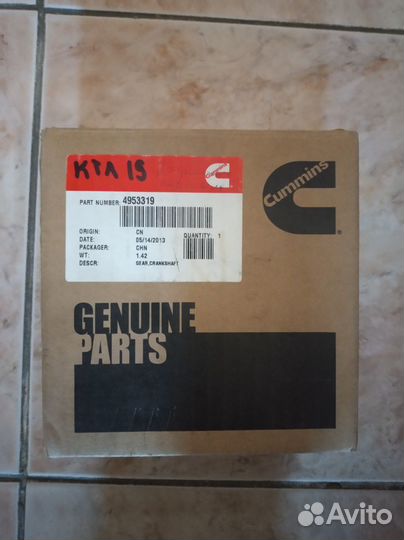 KTA 19
Cummins
PART NUMBER: 4953319
ORIGIN: CN QUANTITY: 1
DATE: 05/14/2013
PACKAGER: CHN
WT: 1.42
DESCR: GEAR,CRANKSHAFT
Cummins
GENUINE
PARTS
Avito